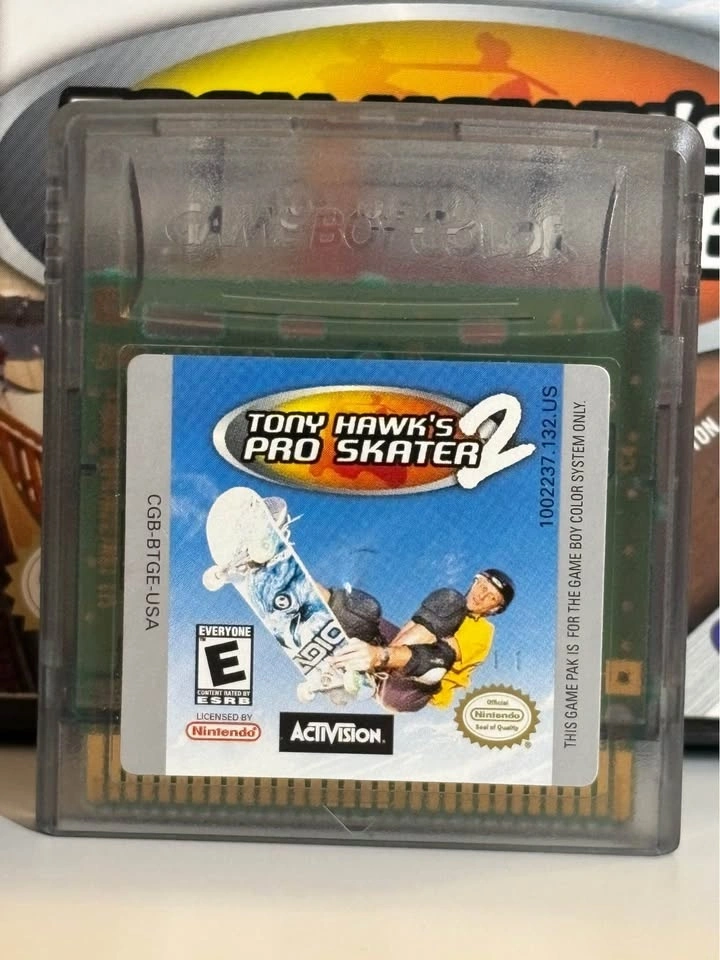 GAME BOY COLOR
TONY HAWK'S
PRO SKATER 2
CGB-BTGE-USA
1002237.132.US
THIS GAME PAK IS FOR THE GAME BOY COLOR SYSTEM ONLY.
ADIO
EVERYONE
E
CONTENT RATED BY
ESRB
LICENSED BY
Nintendo®
ACTIVISION.
Official
Nintendo
Seal of Quality
®
11